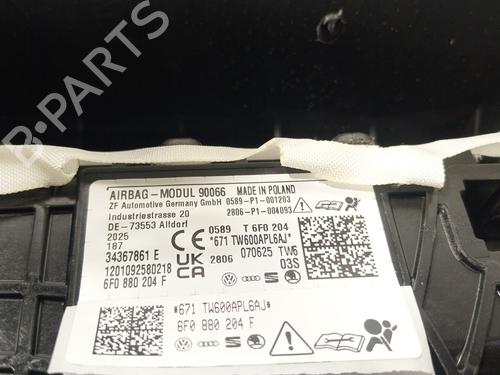 B-PARTS
AIRBAG - MODUL 90066
ZF Automotive Germany GmbH
Industriestrasse 20
DE-73553 Alfdorf
2025
187
34367861 E
1201092580218
6F0 880 204 F
MADE IN POLAND
0589-P1-001203
2806-P1-004093
0589
T 6F0 204
*671 TW600APL6AJ*
070625 TW6
03S
CE
UK
CA
2806
*671 TW600APL6AJ*
6F0 880 204 F